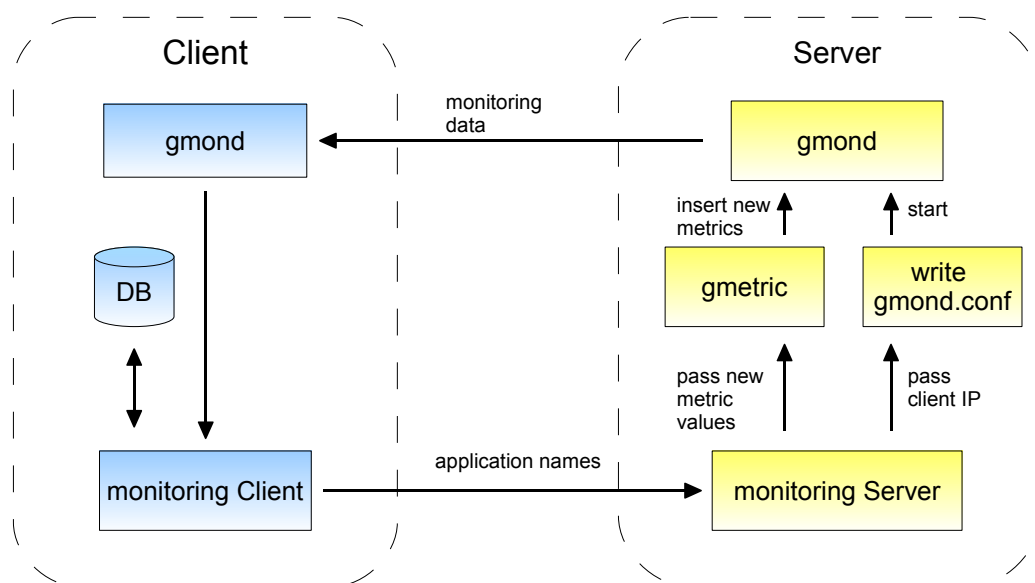 Client
Server
gmond
monitoring
data
gmond
insert new
metrics
start
DB
gmetric
write
gmond.conf
pass new
metric
values
pass
client IP
monitoring Client
application names
monitoring Server